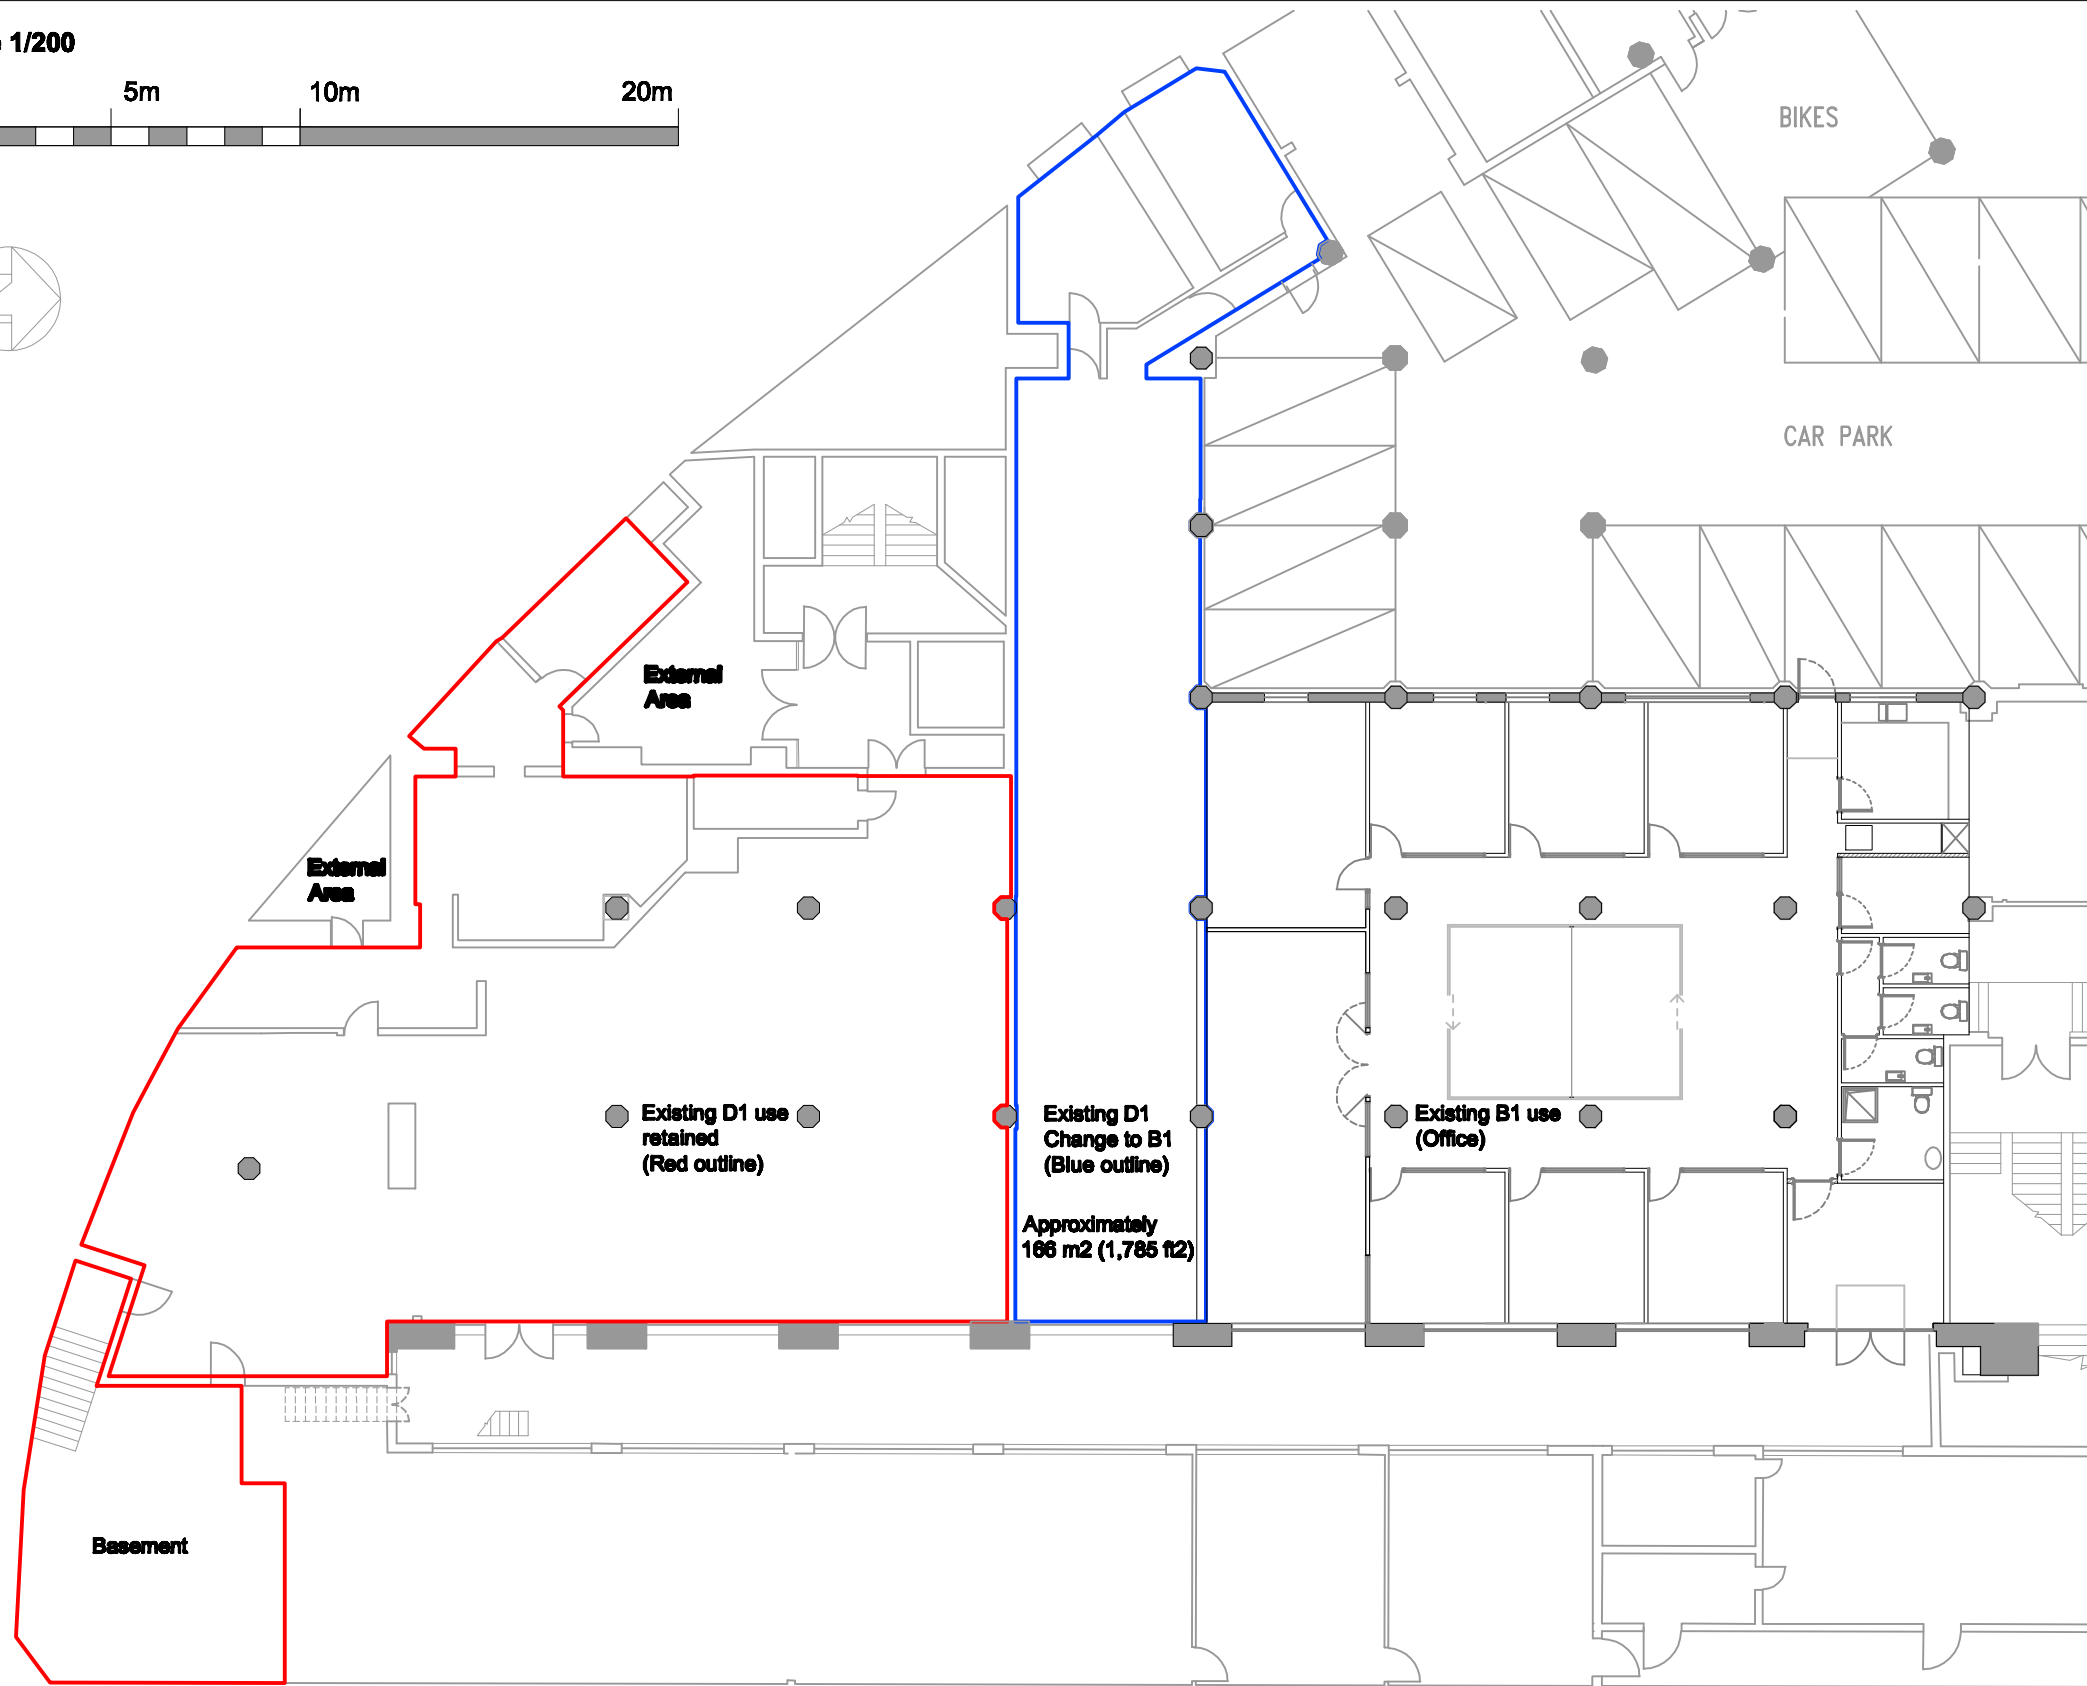 1/200
5m
10m
20m
BIKES
CAR PARK
External
Area
External
Area
Existing D1 use
retained
(Red outline)
Existing D1
Change to B1
(Blue outline)
Approximately
166 m2 (1,785 ft2)
Existing B1 use
(Office)
Basement